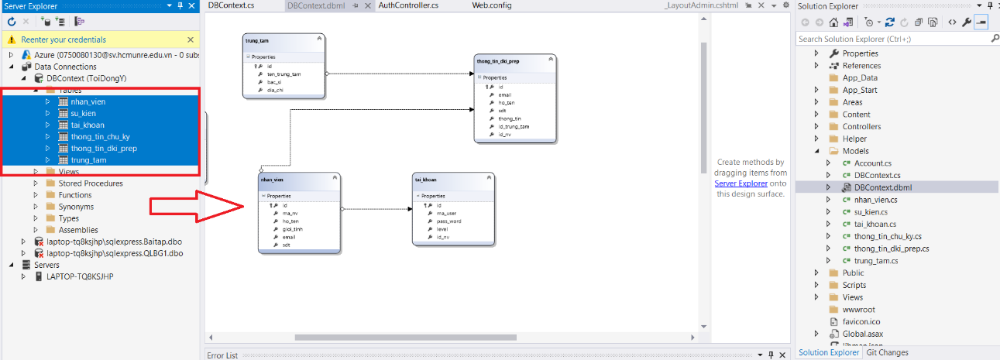 Server Explorer
Reenter your credentials
Azure (0750080130@sv.hcmunre.edu.vn - 0 subs
Data Connections
DBContext (ToiDongY)
Tables
nhan_vien
su_kien
tai_khoan
thong_tin_chu_ky
thong_tin_dki_prep
trung_tam
Views
Stored Procedures
Functions
Synonyms
Types
Assemblies
laptop-tq8ksjhp\sqlexpress.Baitap.dbo
laptop-tq8ksjhp\sqlexpress.QLBG1.dbo
Servers
LAPTOP-TQ8KSJHP
DBContext.cs
DBContext.dbml
AuthController.cs
Web.config
_LayoutAdmin.cshtml
trung_tam
Properties
id
ten_trung_tam
bac_si
dia_chi
thong_tin_dki_prep
Properties
id
email
ho_ten
sdt
thong_tin
id_trung_tam
id_nv
nhan_vien
Properties
id
ma_nv
ho_ten
gioi_tinh
email
sdt
tai_khoan
Properties
id
ma_user
pass_word
level
id_nv
Create methods by
dragging items from
Server Explorer onto
this design surface.
Error List
Solution Explorer
Search Solution Explorer (Ctrl+;)
Properties
References
App_Data
App_Start
Areas
Content
Controllers
Helper
Models
Account.cs
DBContext.cs
DBContext.dbml
nhan_vien.cs
su_kien.cs
tai_khoan.cs
thong_tin_chu_ky.cs
thong_tin_dki_prep.cs
trung_tam.cs
Public
Scripts
Views
wwwroot
favicon.ico
Global.asax
libman.json
Solution Explorer
Git Changes